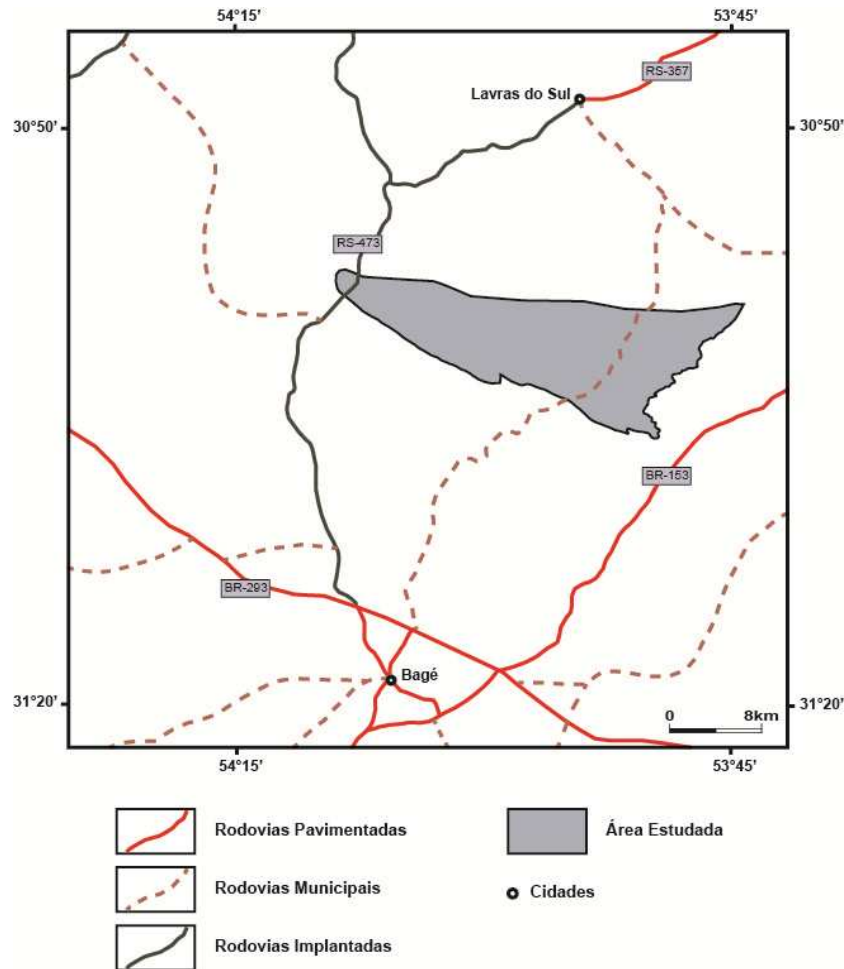 54°15'
53°45'
RS-357
Lavras do Sul
30°50'
30°50'
RS-473
BR-153
BR-293
Bagé
31°20'
31°20'
0 8km
54°15'
53°45'
Rodovias Pavimentadas
Área Estudada
Rodovias Municipais
Cidades
Rodovias Implantadas